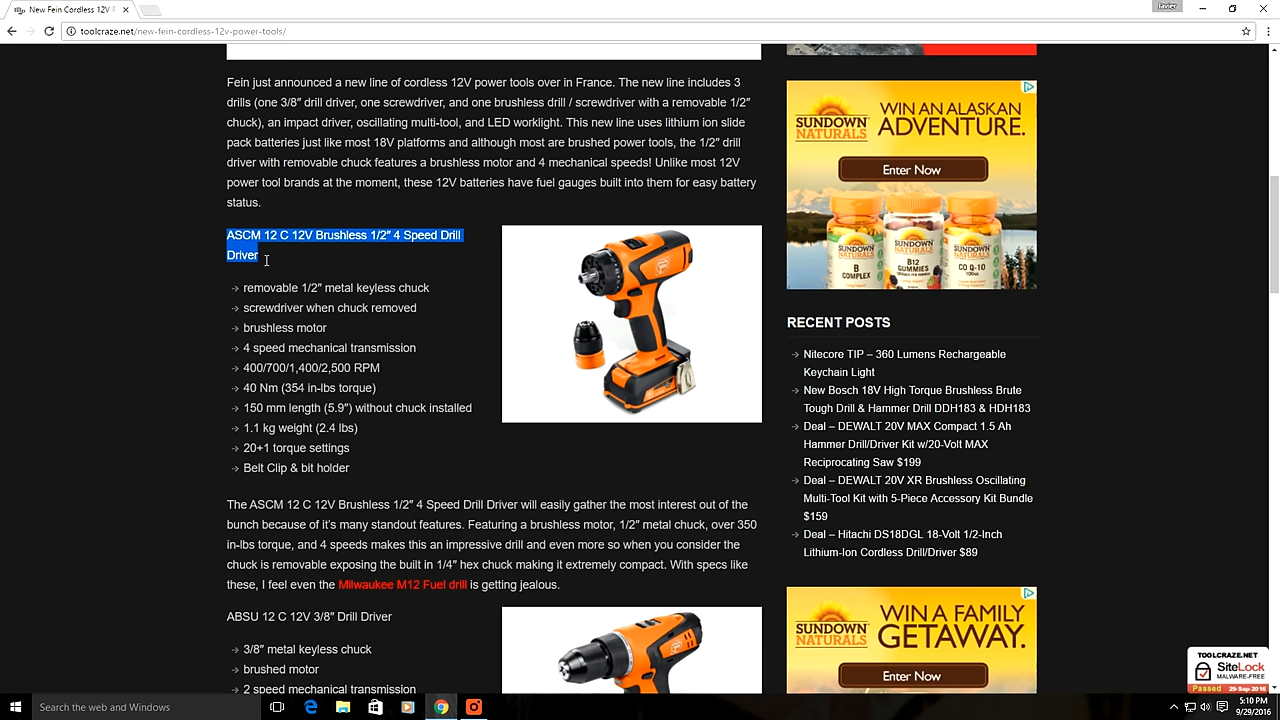 New Fein Cordless 12V
Javier
toolcraze.net/new-fein-cordless-12v-power-tools/
Fein just announced a new line of cordless 12V power tools over in France. The new line includes 3
drills (one 3/8″ drill driver, one screwdriver, and one brushless drill / screwdriver with a removable 1/2″
chuck), an impact driver, oscillating multi-tool, and LED worklight. This new line uses lithium ion slide
pack batteries just like most 18V platforms and although most are brushed power tools, the 1/2″ drill
driver with removable chuck features a brushless motor and 4 mechanical speeds! Unlike most 12V
power tool brands at the moment, these 12V batteries have fuel gauges built into them for easy battery
status.
ASCM 12 C 12V Brushless 1/2″ 4 Speed Drill
Driver
removable 1/2″ metal keyless chuck
screwdriver when chuck removed
brushless motor
4 speed mechanical transmission
400/700/1,400/2,500 RPM
40 Nm (354 in-lbs torque)
150 mm length (5.9″) without chuck installed
1.1 kg weight (2.4 lbs)
20+1 torque settings
Belt Clip & bit holder
The ASCM 12 C 12V Brushless 1/2″ 4 Speed Drill Driver will easily gather the most interest out of the
bunch because of it's many standout features. Featuring a brushless motor, 1/2″ metal chuck, over 350
in-lbs torque, and 4 speeds makes this an impressive drill and even more so when you consider the
chuck is removable exposing the built in 1/4″ hex chuck making it extremely compact. With specs like
these, I feel even the Milwaukee M12 Fuel drill is getting jealous.
ABSU 12 C 12V 3/8″ Drill Driver
3/8″ metal keyless chuck
brushed motor
2 speed mechanical transmission
SUNDOWN
NATURALS
WIN AN ALASKAN
ADVENTURE.
Enter Now
SUNDOWN
NATURALS
B
COMPLEX
SUNDOWN
NATURALS
B12
GUMMIES
SUNDOWN
NATURALS
CO Q-10
RECENT POSTS
Nitecore TIP – 360 Lumens Rechargeable
Keychain Light
New Bosch 18V High Torque Brushless Brute
Tough Drill & Hammer Drill DDH183 & HDH183
Deal – DEWALT 20V MAX Compact 1.5 Ah
Hammer Drill/Driver Kit w/20-Volt MAX
Reciprocating Saw $199
Deal – DEWALT 20V XR Brushless Oscillating
Multi-Tool Kit with 5-Piece Accessory Kit Bundle
$159
Deal – Hitachi DS18DGL 18-Volt 1/2-Inch
Lithium-Ion Cordless Drill/Driver $89
SUNDOWN
NATURALS
WIN A FAMILY
GETAWAY.
Enter Now
TOOLCRAZE.NET
SiteLock
MALWARE-FREE
Passed 29-Sep-2016
Search the web and Windows
5:10 PM
9/29/2016